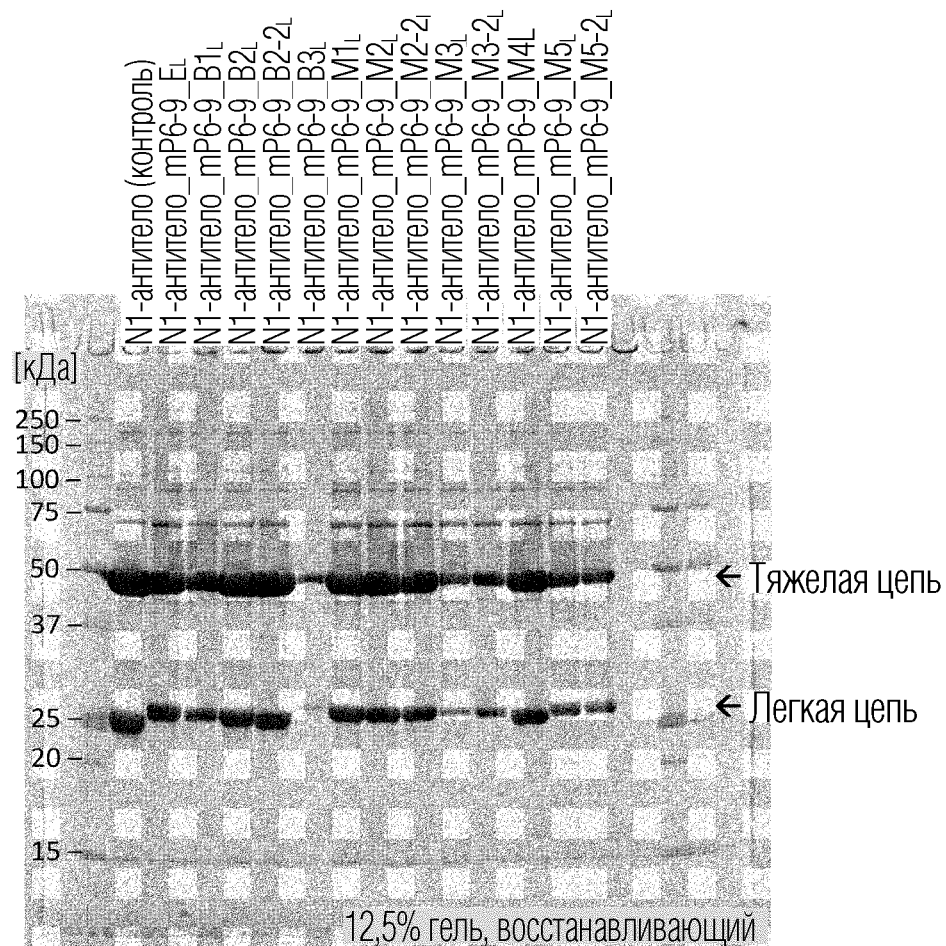 N1-антитело (контроль)
N1-антитело_mP6-9_EL
N1-антитело_mP6-9_B1L
N1-антитело_mP6-9_B2L
N1-антитело_mP6-9_B2-2L
N1-антитело_mP6-9_B3L
N1-антитело_mP6-9_M1L
N1-антитело_mP6-9_M2L
N1-антитело_mP6-9_M2-2L
N1-антитело_mP6-9_M3L
N1-антитело_mP6-9_M3-2L
N1-антитело_mP6-9_M4L
N1-антитело_mP6-9_M5L
N1-антитело_mP6-9_M5-2L
[кДа]
250
150
100
75
50
37
25
20
15
← Тяжелая цепь
← Легкая цепь
12,5% гель, восстанавливающий